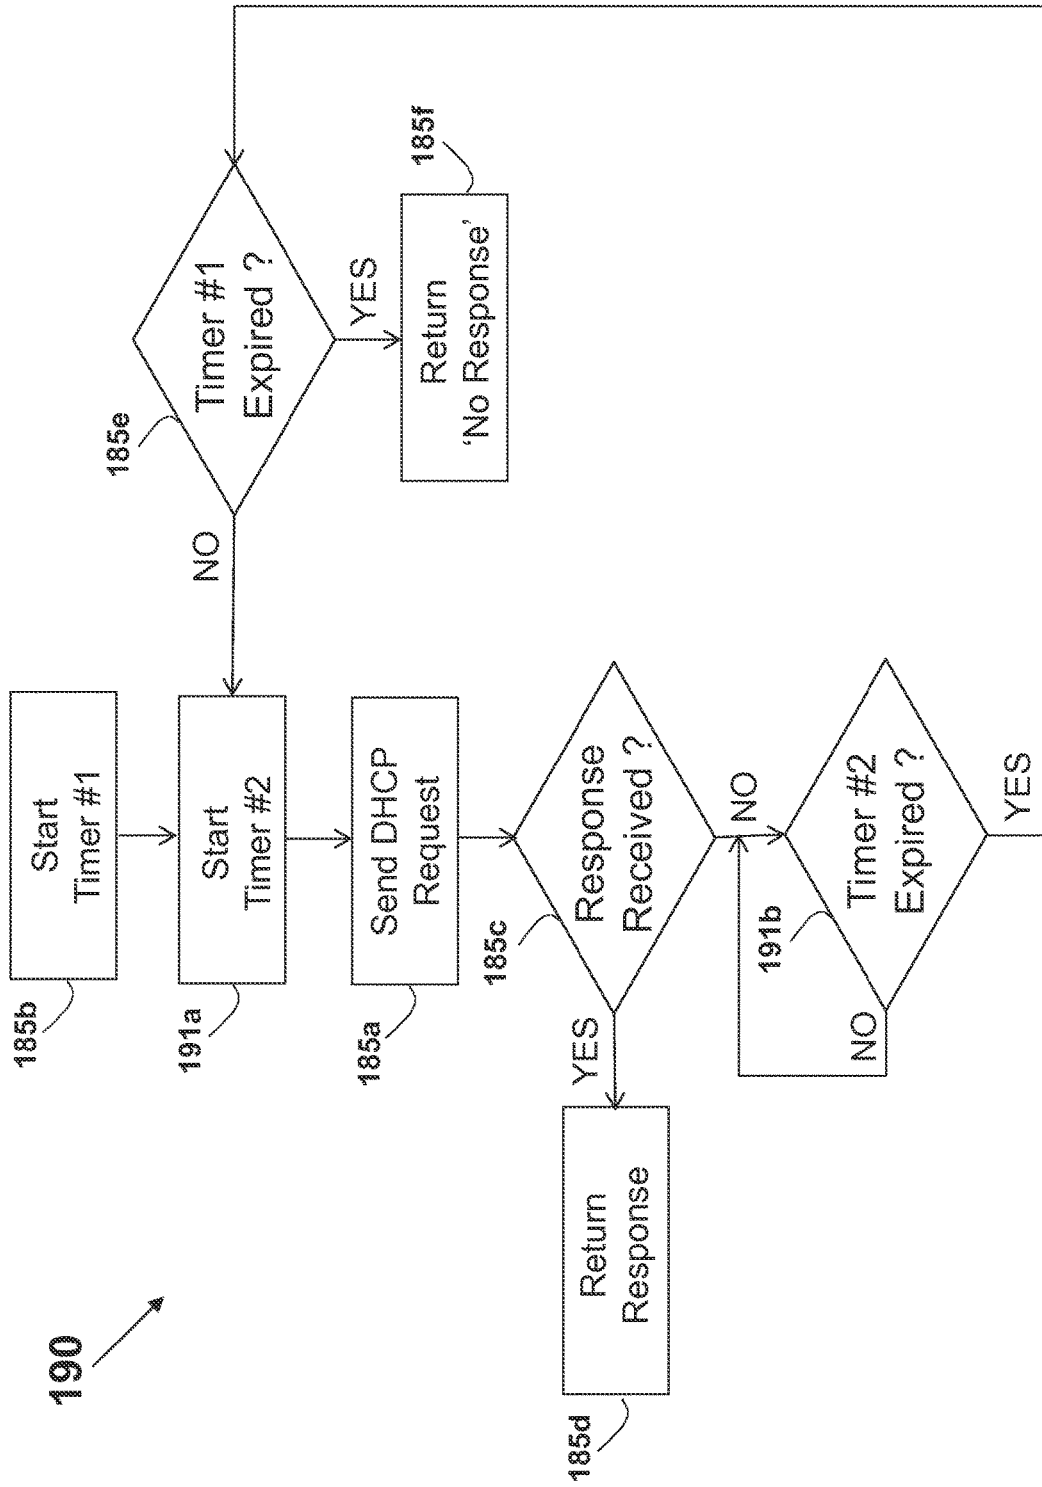 190
185b
Start
Timer #1
191a
Start
Timer #2
185a
Send DHCP
Request
185c
Response
Received ?
YES
185d
Return
Response
NO
191b
Timer #2
Expired ?
NO
YES
185e
Timer #1
Expired ?
NO
YES
185f
Return
'No Response'